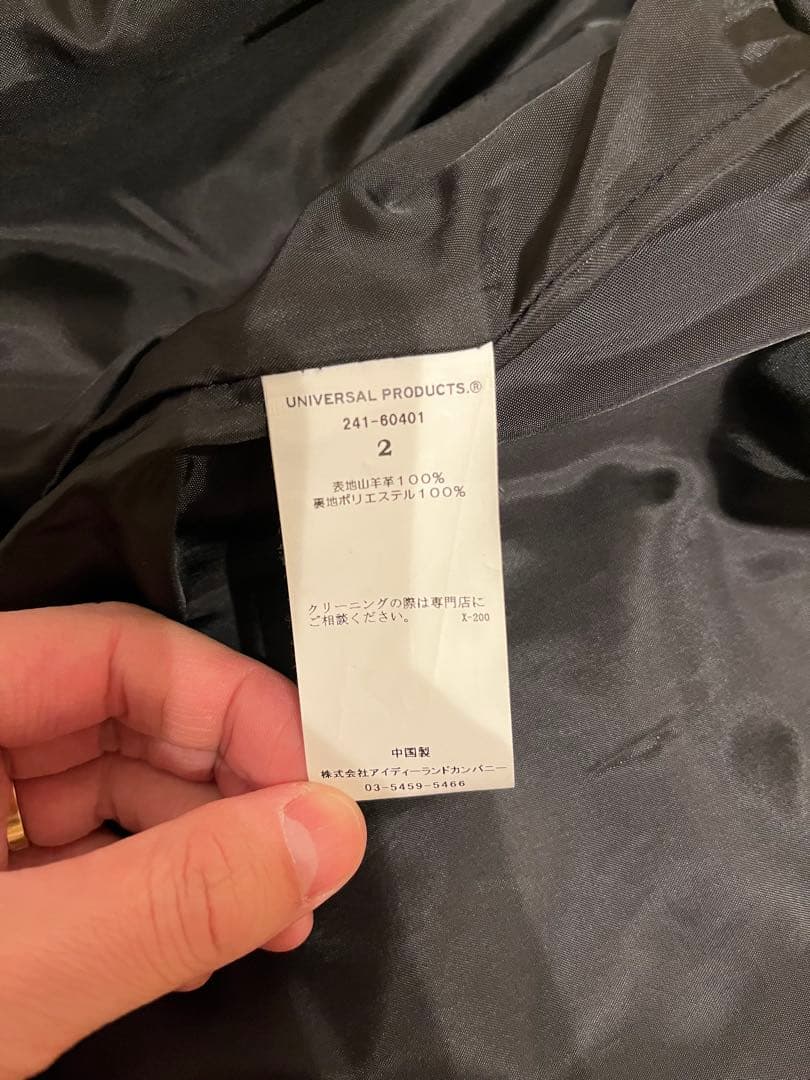 UNIVERSAL PRODUCTS.®
241-60401
2
表地山羊革100%
裏地ポリエステル100%
クリーニングの際は専門店に
ご相談ください。 X-200
中国製
株式会社アイディーランドカンパニー
03-5459-5466